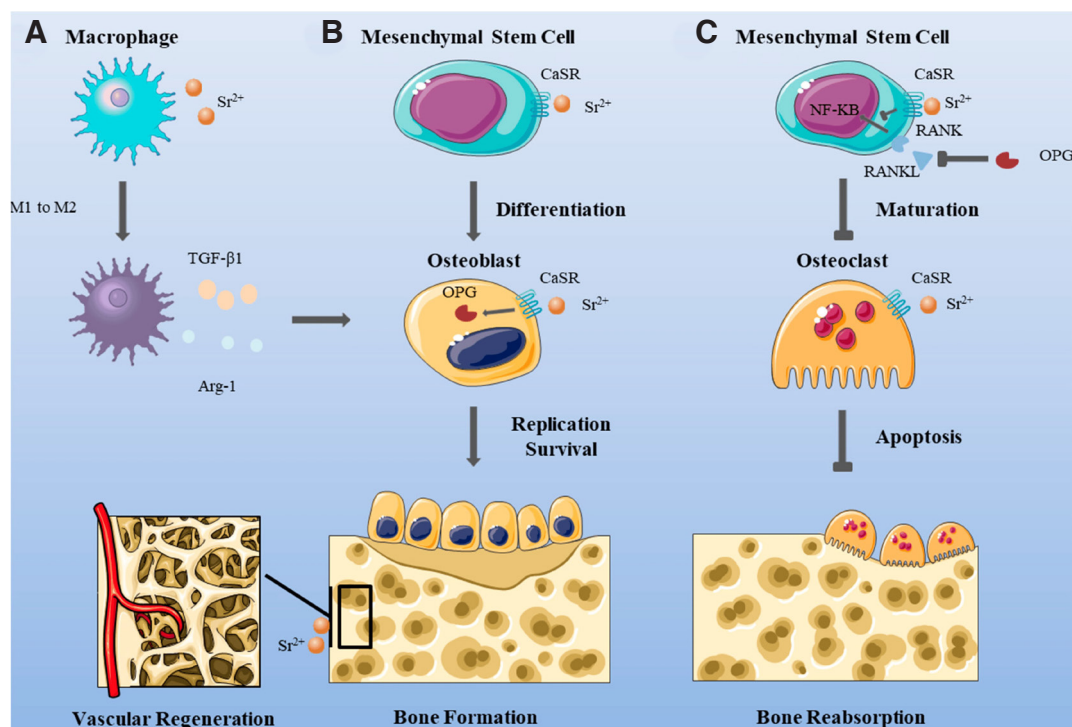 A
Macrophage
Sr²⁺
M1 to M2
TGF-β1
Arg-1
Vascular Regeneration
B
Mesenchymal Stem Cell
CaSR
Sr²⁺
Differentiation
Osteoblast
OPG
CaSR
Sr²⁺
Replication
Survival
Sr²⁺
Bone Formation
C
Mesenchymal Stem Cell
CaSR
Sr²⁺
NF-KB
RANK
RANKL
OPG
Maturation
Osteoclast
CaSR
Sr²⁺
Apoptosis
Bone Reabsorption